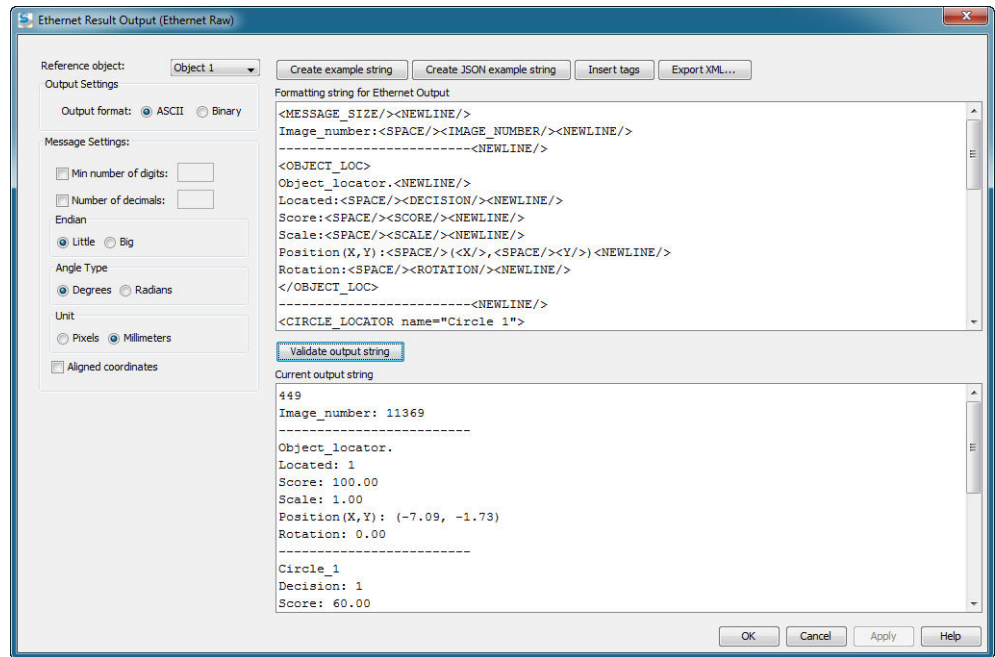 Ethernet Result Output (Ethernet Raw)
Reference object: Object 1
Output Settings
Output format: ASCII Binary
Message Settings:
Min number of digits:
Number of decimals:
Endian
Little Big
Angle Type
Degrees Radians
Unit
Pixels Millimeters
Aligned coordinates
Create example string Create JSON example string Insert tags Export XML...
Formatting string for Ethernet Output
<MESSAGE_SIZE/><NEWLINE/>
Image_number:<SPACE/><IMAGE_NUMBER/><NEWLINE/>
-------------------------<NEWLINE/>
<OBJECT_LOC>
Object_locator.<NEWLINE/>
Located:<SPACE/><DECISION/><NEWLINE/>
Score:<SPACE/><SCORE/><NEWLINE/>
Scale:<SPACE/><SCALE/><NEWLINE/>
Position(X,Y):<SPACE/>(<X/>,<SPACE/><Y/>)<NEWLINE/>
Rotation:<SPACE/><ROTATION/><NEWLINE/>
</OBJECT_LOC>
-------------------------<NEWLINE/>
<CIRCLE_LOCATOR name="Circle 1">
Validate output string
Current output string
449
Image_number: 11369
-------------------------
Object_locator.
Located: 1
Score: 100.00
Scale: 1.00
Position(X,Y): (-7.09, -1.73)
Rotation: 0.00
-------------------------
Circle_1
Decision: 1
Score: 60.00
OK Cancel Apply Help